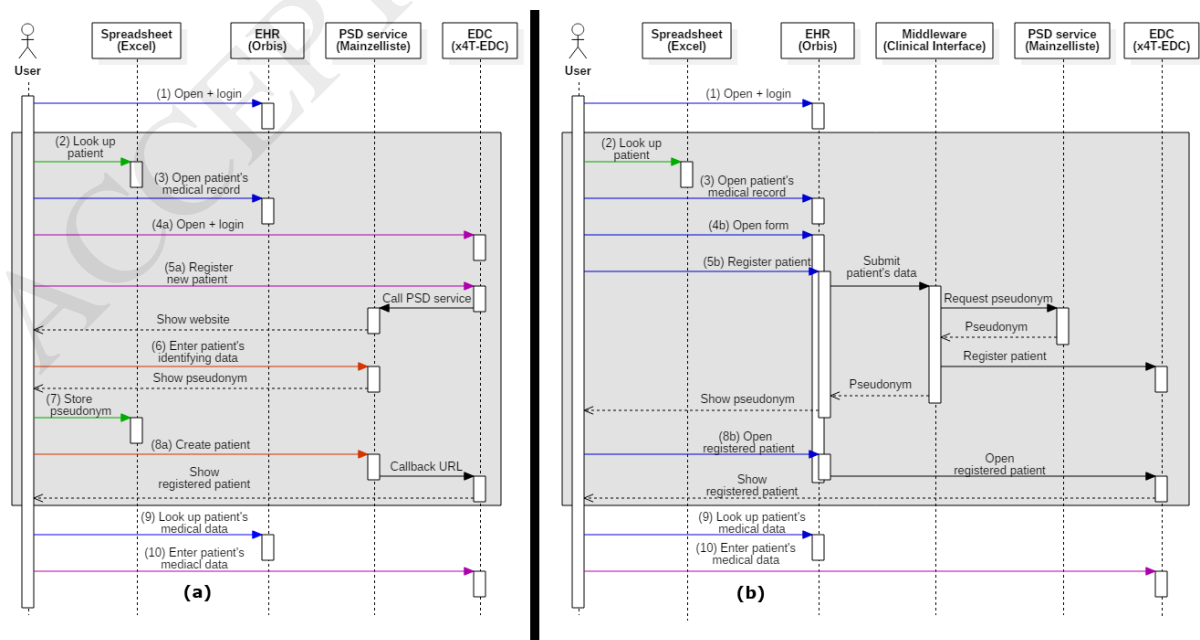 Spreadsheet
(Excel)
EHR
(Orbis)
PSD service
(Mainzelliste)
EDC
(x4T-EDC)
User
(1) Open + login
(2) Look up
patient
(3) Open patient's
medical record
(4a) Open + login
(5a) Register
new patient
Call PSD service
Show website
(6) Enter patient's
identifying data
Show pseudonym
(7) Store
pseudonym
(8a) Create patient
Callback URL
Show
registered patient
(9) Look up patient's
medical data
(10) Enter patient's
mediacl data
(a)
Spreadsheet
(Excel)
EHR
(Orbis)
Middleware
(Clinical Interface)
PSD service
(Mainzelliste)
EDC
(x4T-EDC)
User
(1) Open + login
(2) Look up
patient
(3) Open patient's
medical record
(4b) Open form
(5b) Register patient
Submit
patient's data
Request pseudonym
Pseudonym
Register patient
Pseudonym
Show pseudonym
(8b) Open
registered patient
Open
registered patient
Show
registered patient
(9) Look up patient's
medical data
(10) Enter patient's
medical data
(b)
ACCEP